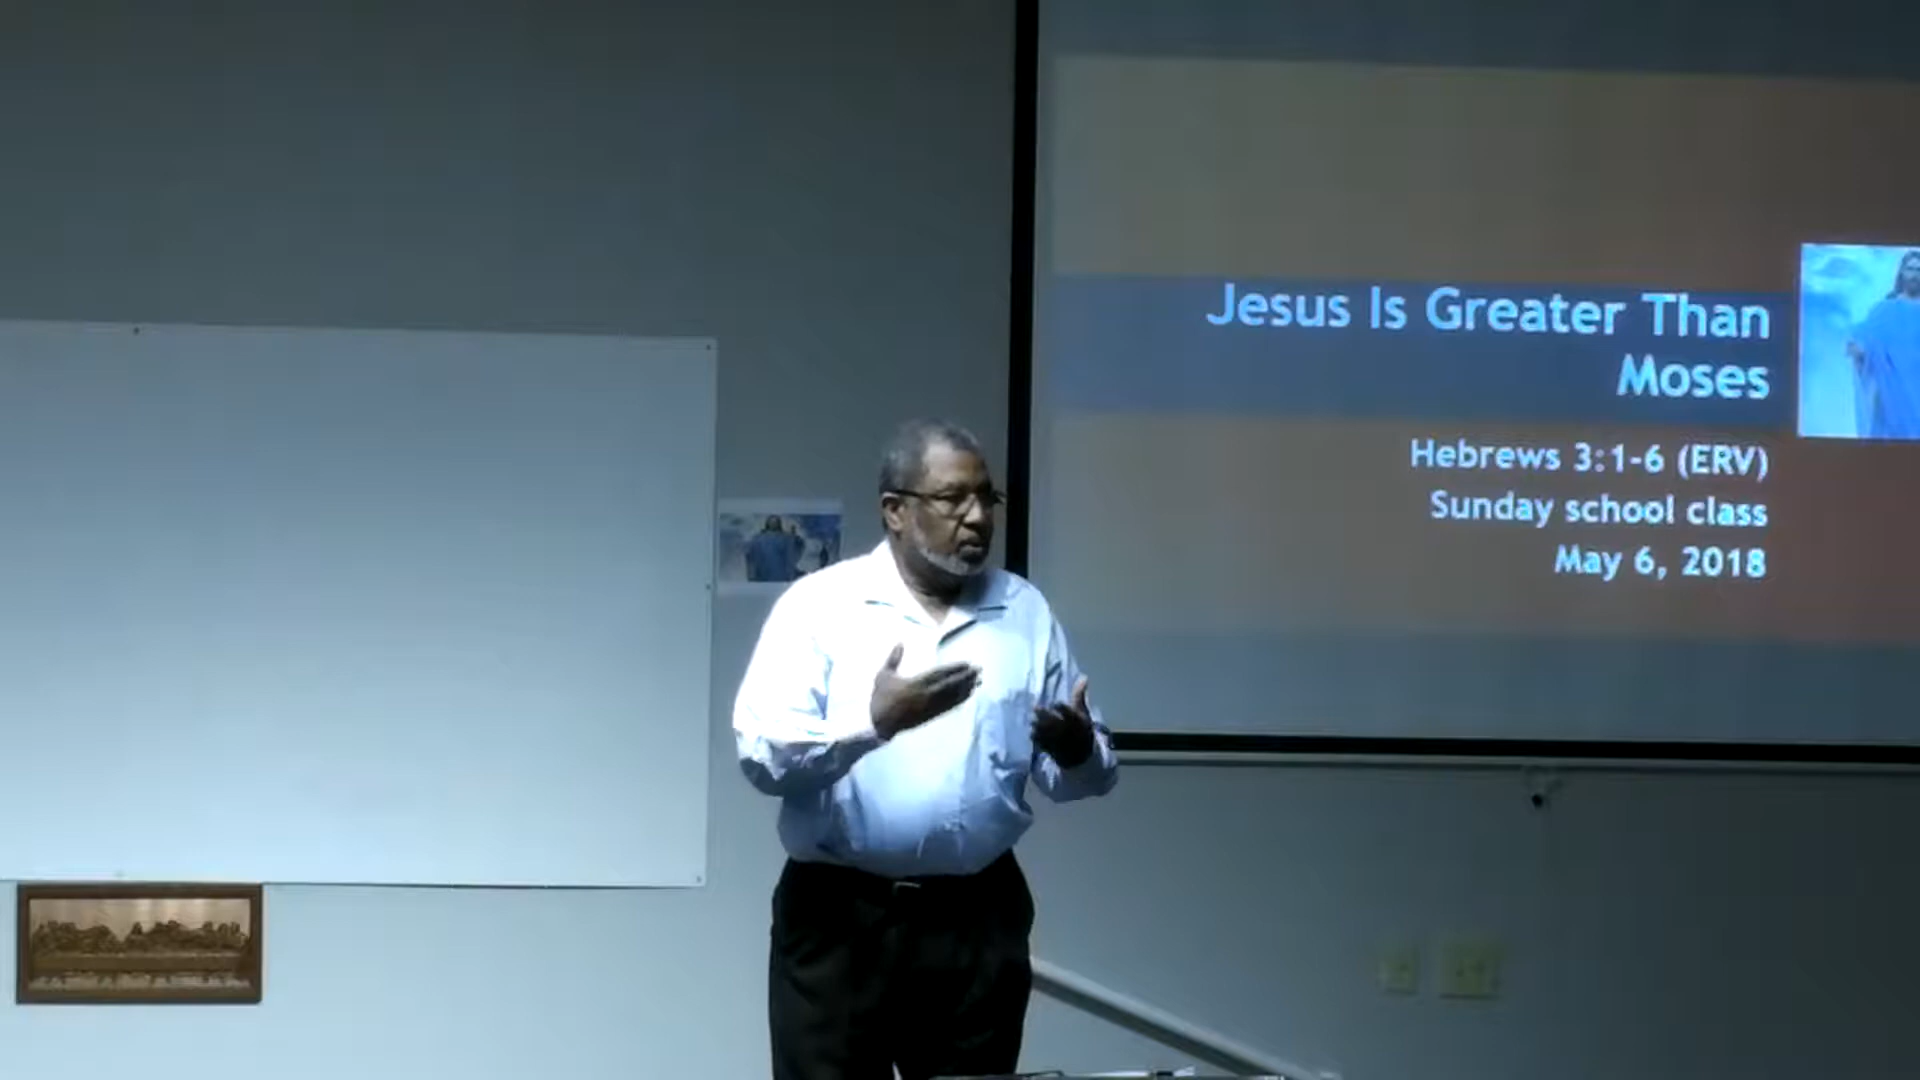 Jesus Is Greater Than
Moses
Hebrews 3:1-6 (ERV)
Sunday school class
May 6, 2018